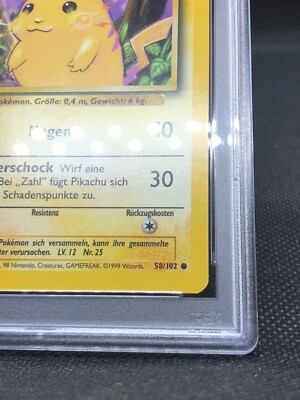 okémon. Größe: 0,4 m, Gewicht: 6 kg.
Nagen 10
erschock Wirf eine
Bei „Zahl" fügt Pikachu sich
Schadenspunkte zu. 30
Resistenz Rückzugskosten
Pokémon sich versammeln, kann ihre gesammelte
tter verursachen. LV. 12 Nr. 25
98 Nintendo, Creatures, GAMEFREAK. ©1999 Wizards. 58/102